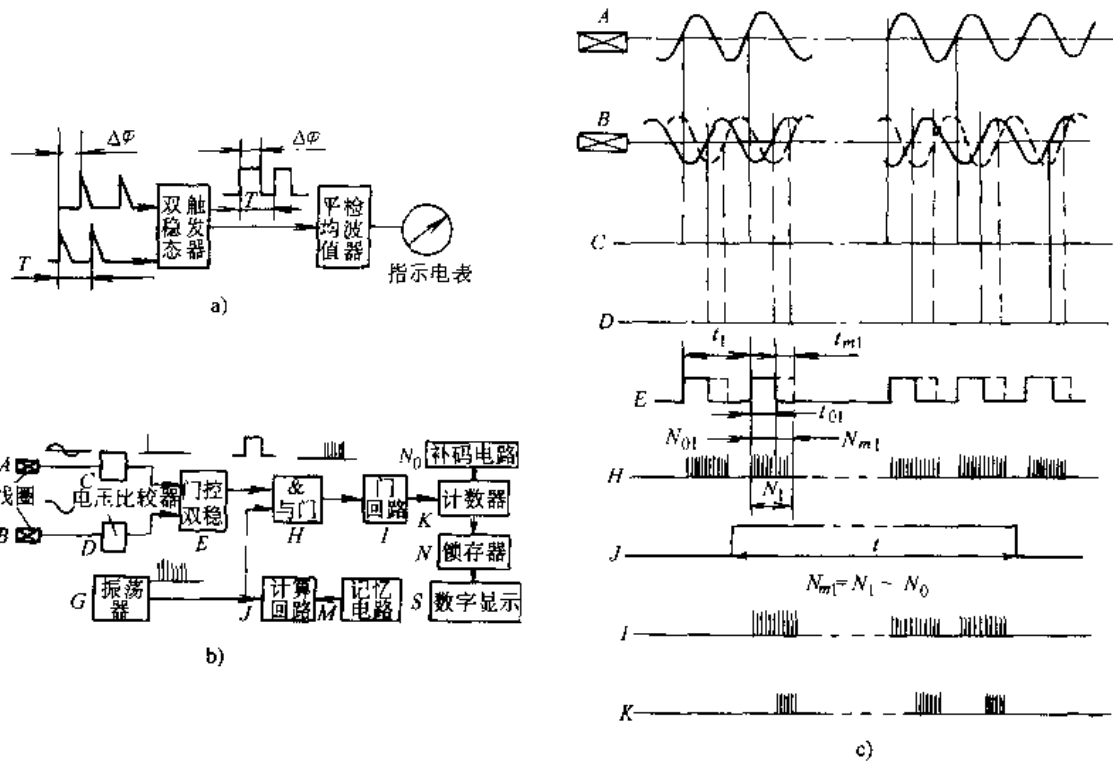 ΔΦ
ΔΦ
T
T
双稳态触发器
平均值检波器
指示电表
a)
A
C
线圈
电压比较器
B
D
门控双稳
E
&
与门
H
门回路
I
N₀
补码电路
K
计数器
N
锁存器
G
振荡器
J
计算回路
M
记忆电路
S
数字显示
b)
A
B
C
D
t₁
tₘ₁
E
t₀₁
N₀₁
Nₘ₁
H
N₁
J
t
Nₘ₁=N₁ - N₀
I
K
c)